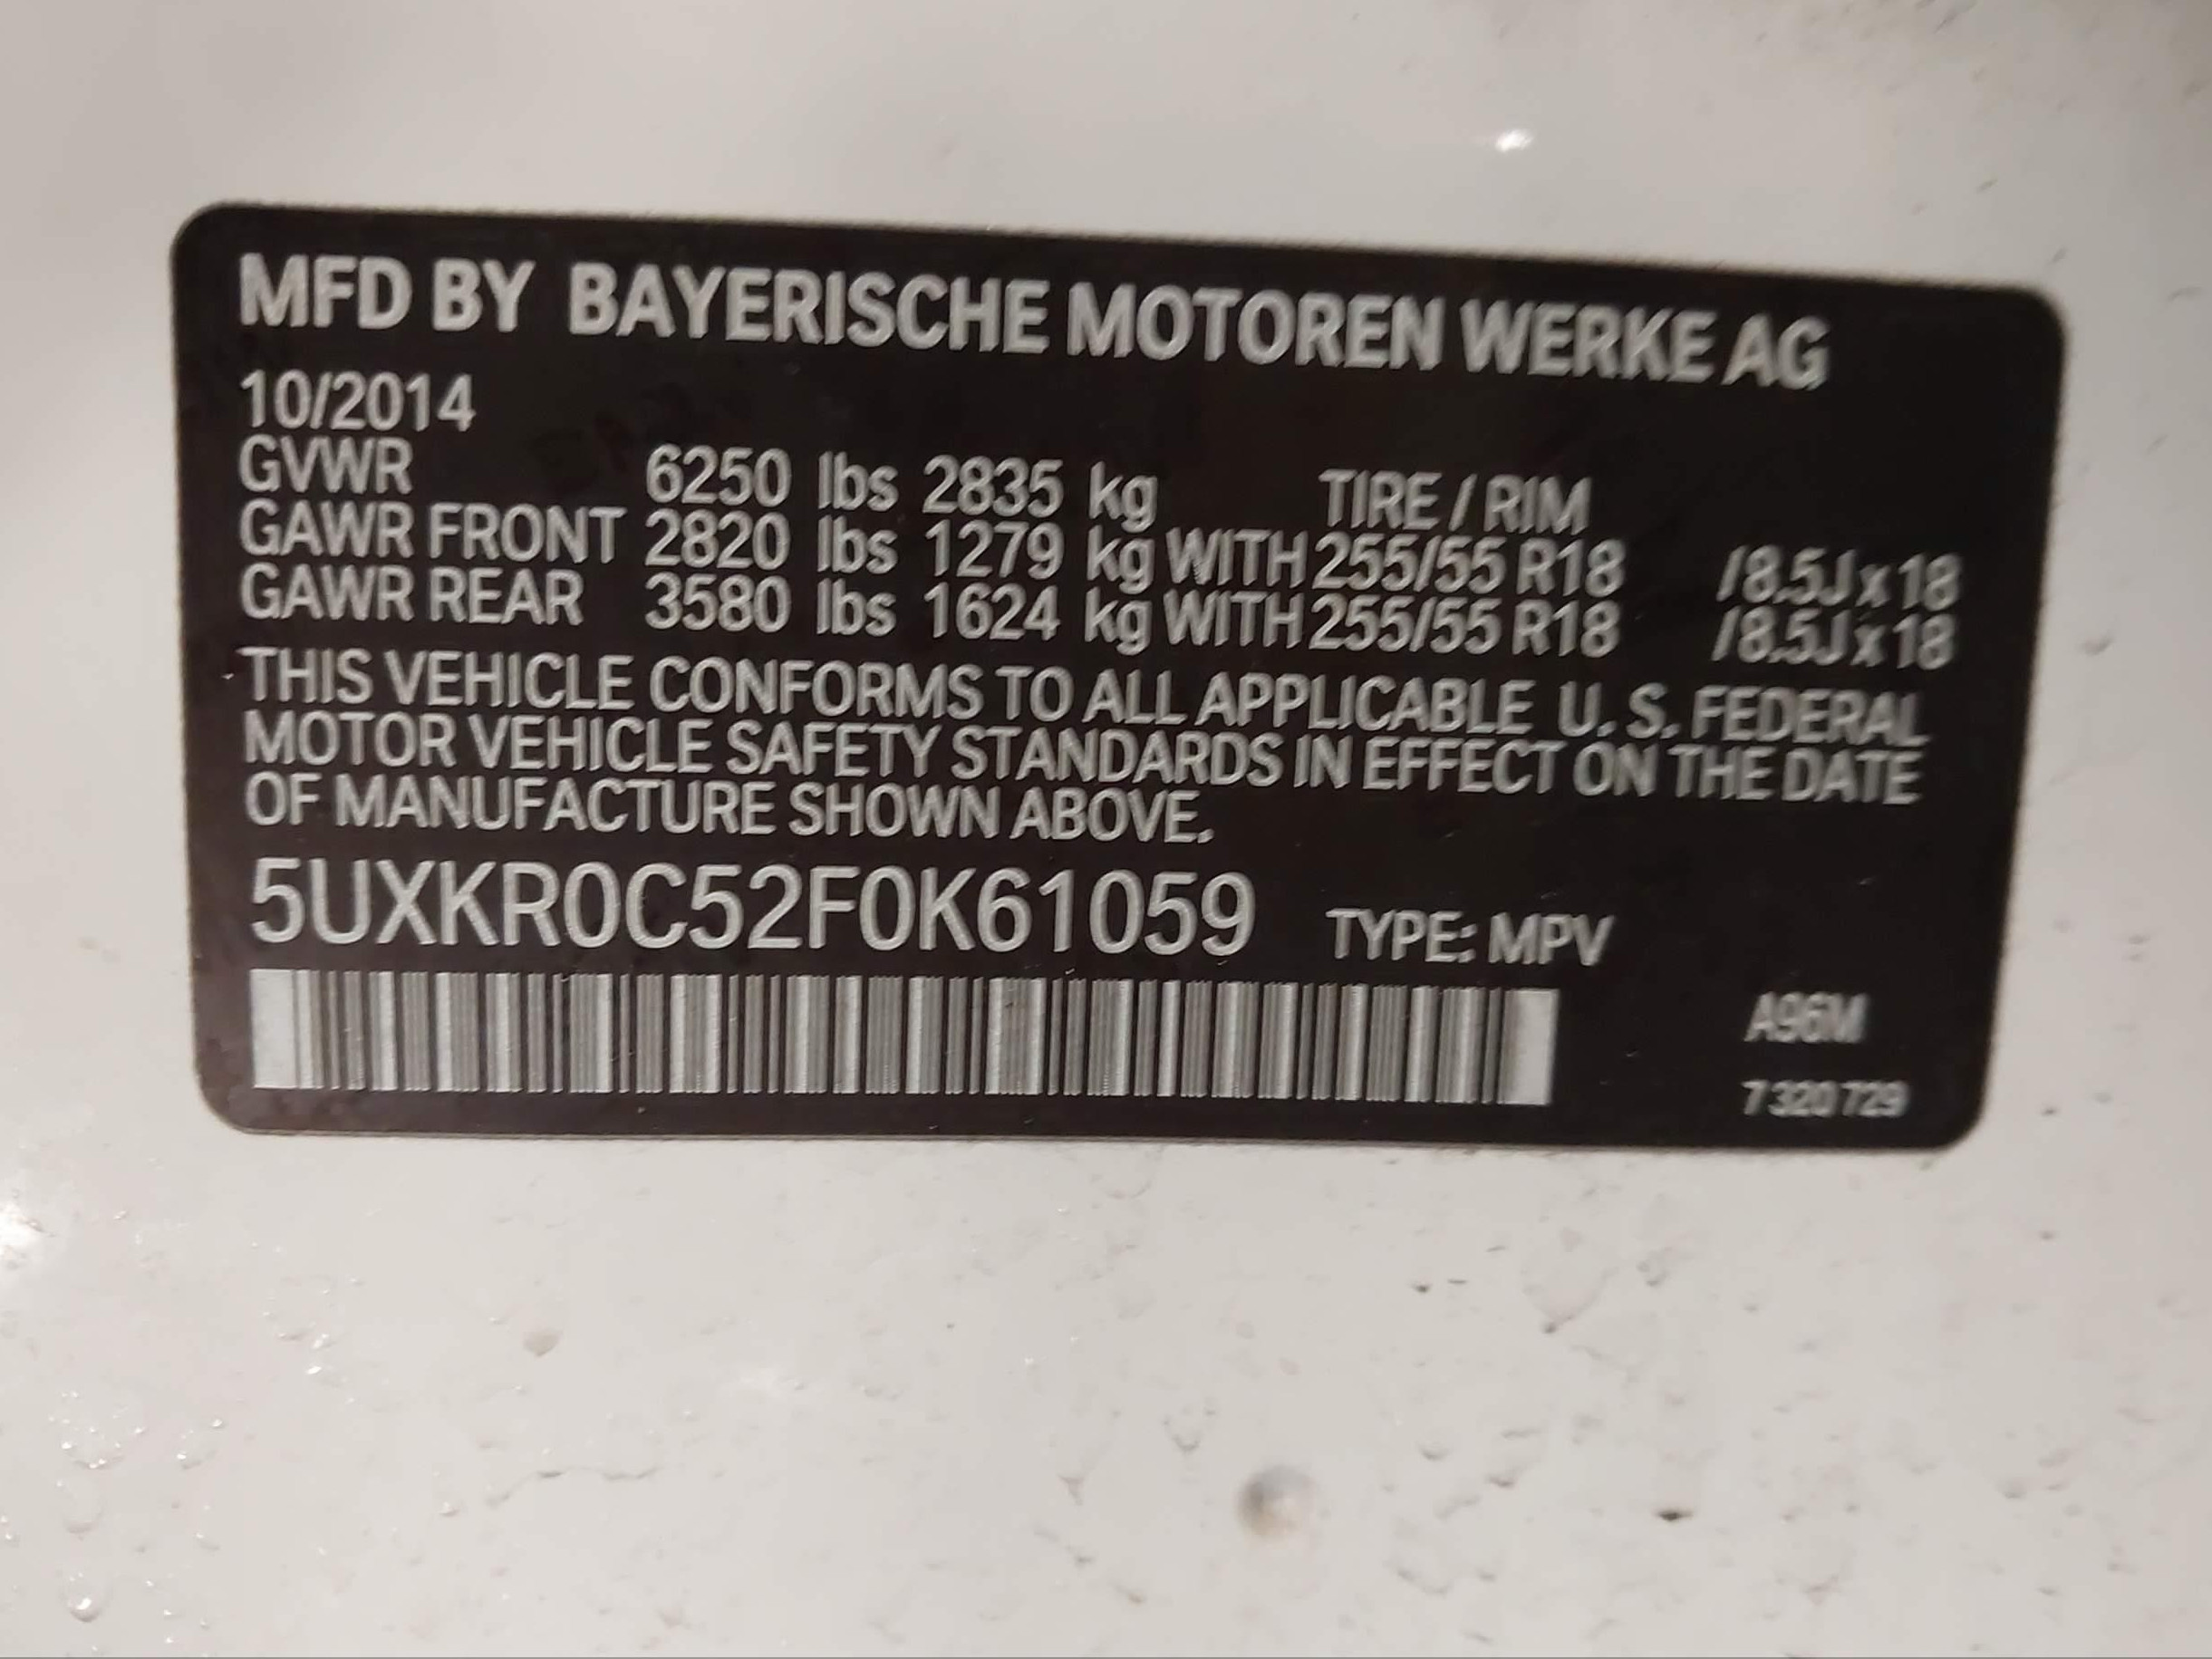 MFD BY BAYERISCHE MOTOREN WERKE AG
10/2014
GVWR 6250 lbs 2835 kg TIRE / RIM
GAWR FRONT 2820 lbs 1279 kg WITH 255/55 R18 /8.5J x 18
GAWR REAR 3580 lbs 1624 kg WITH 255/55 R18 /8.5J x 18
THIS VEHICLE CONFORMS TO ALL APPLICABLE U. S. FEDERAL
MOTOR VEHICLE SAFETY STANDARDS IN EFFECT ON THE DATE
OF MANUFACTURE SHOWN ABOVE.
5UXKR0C52F0K61059 TYPE: MPV
A96M
7 320 729